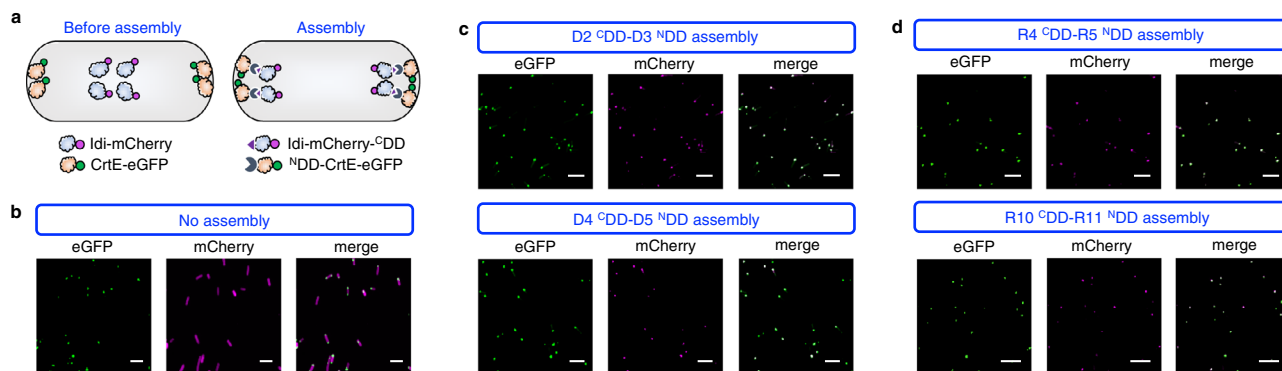 a
Before assembly
Assembly
Idi-mCherry
Idi-mCherry-ᶜDD
CrtE-eGFP
ᴺDD-CrtE-eGFP
b
No assembly
eGFP
mCherry
merge
c
D2 ᶜDD-D3 ᴺDD assembly
eGFP
mCherry
merge
D4 ᶜDD-D5 ᴺDD assembly
eGFP
mCherry
merge
d
R4 ᶜDD-R5 ᴺDD assembly
eGFP
mCherry
merge
R10 ᶜDD-R11 ᴺDD assembly
eGFP
mCherry
merge